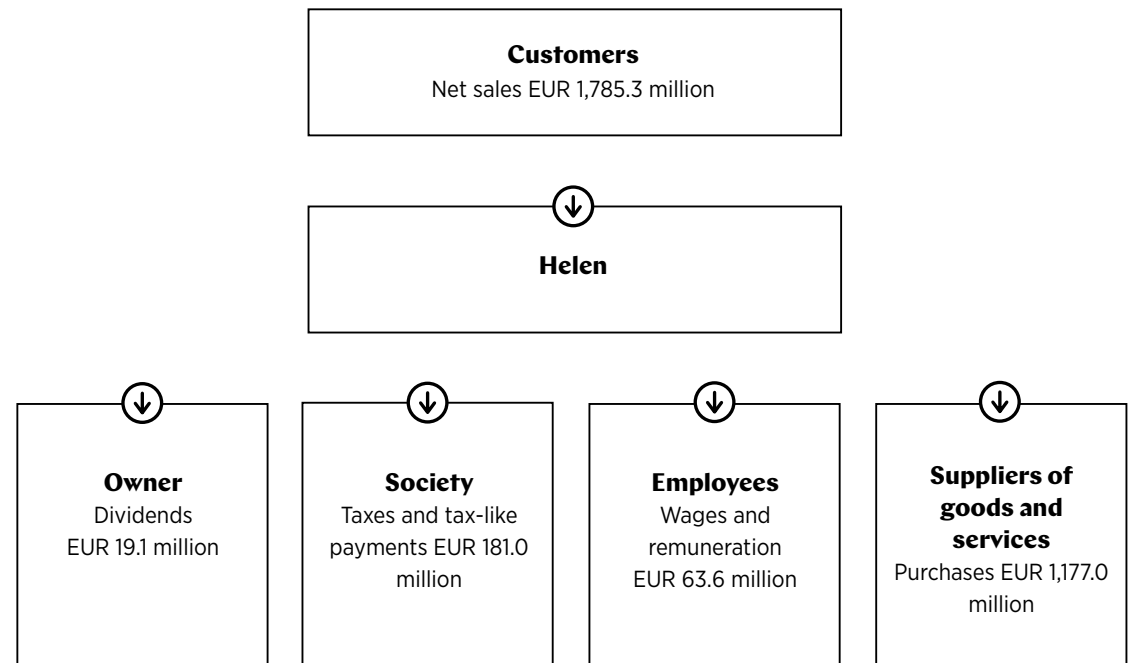 Customers
Net sales EUR 1,785.3 million
Helen
Owner
Dividends
EUR 19.1 million
Society
Taxes and tax-like
payments EUR 181.0
million
Employees
Wages and
remuneration
EUR 63.6 million
Suppliers of
goods and
services
Purchases EUR 1,177.0
million